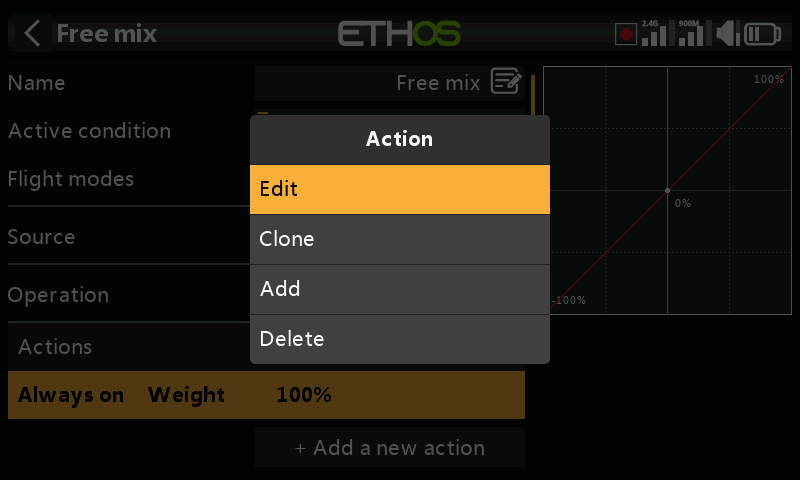 Free mix
ETHOS
2.4G
900M
Name
Free mix
Active condition
Flight modes
Source
Operation
Actions
Always on Weight 100%
+ Add a new action
Action
Edit
Clone
Add
Delete
100%
0%
-100%